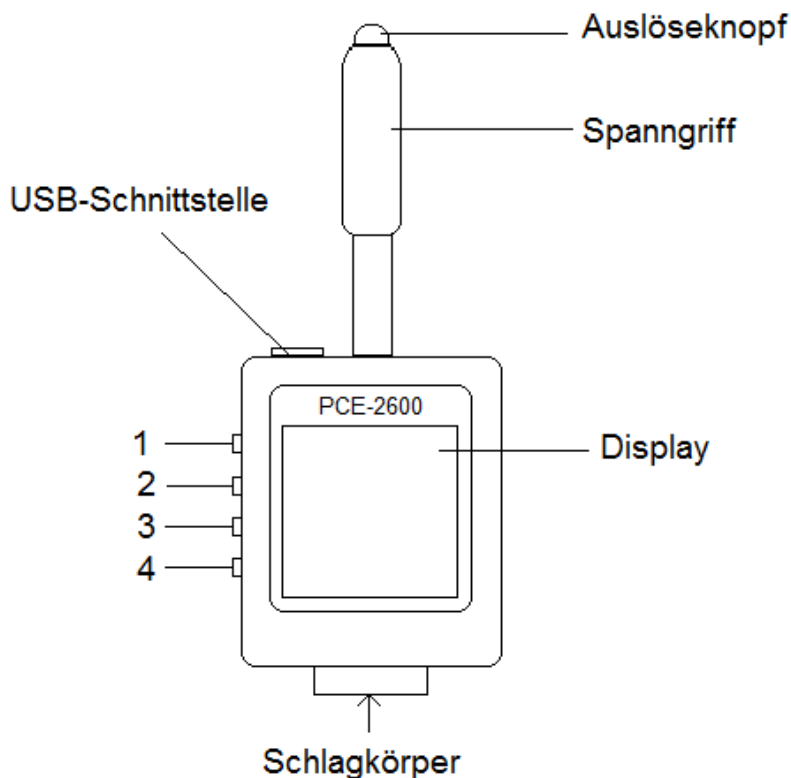 Auslöseknopf
Spanngriff
USB-Schnittstelle
PCE-2600
1
Display
2
3
4
Schlagkörper